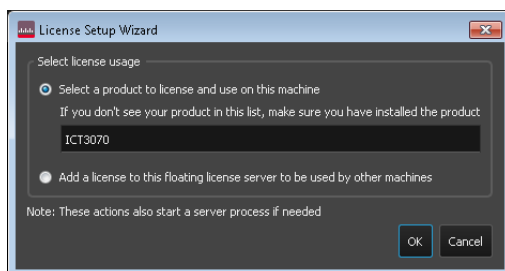 License Setup Wizard
Select license usage
Select a product to license and use on this machine
If you don't see your product in this list, make sure you have installed the product
ICT3070
Add a license to this floating license server to be used by other machines
Note: These actions also start a server process if needed
OK Cancel